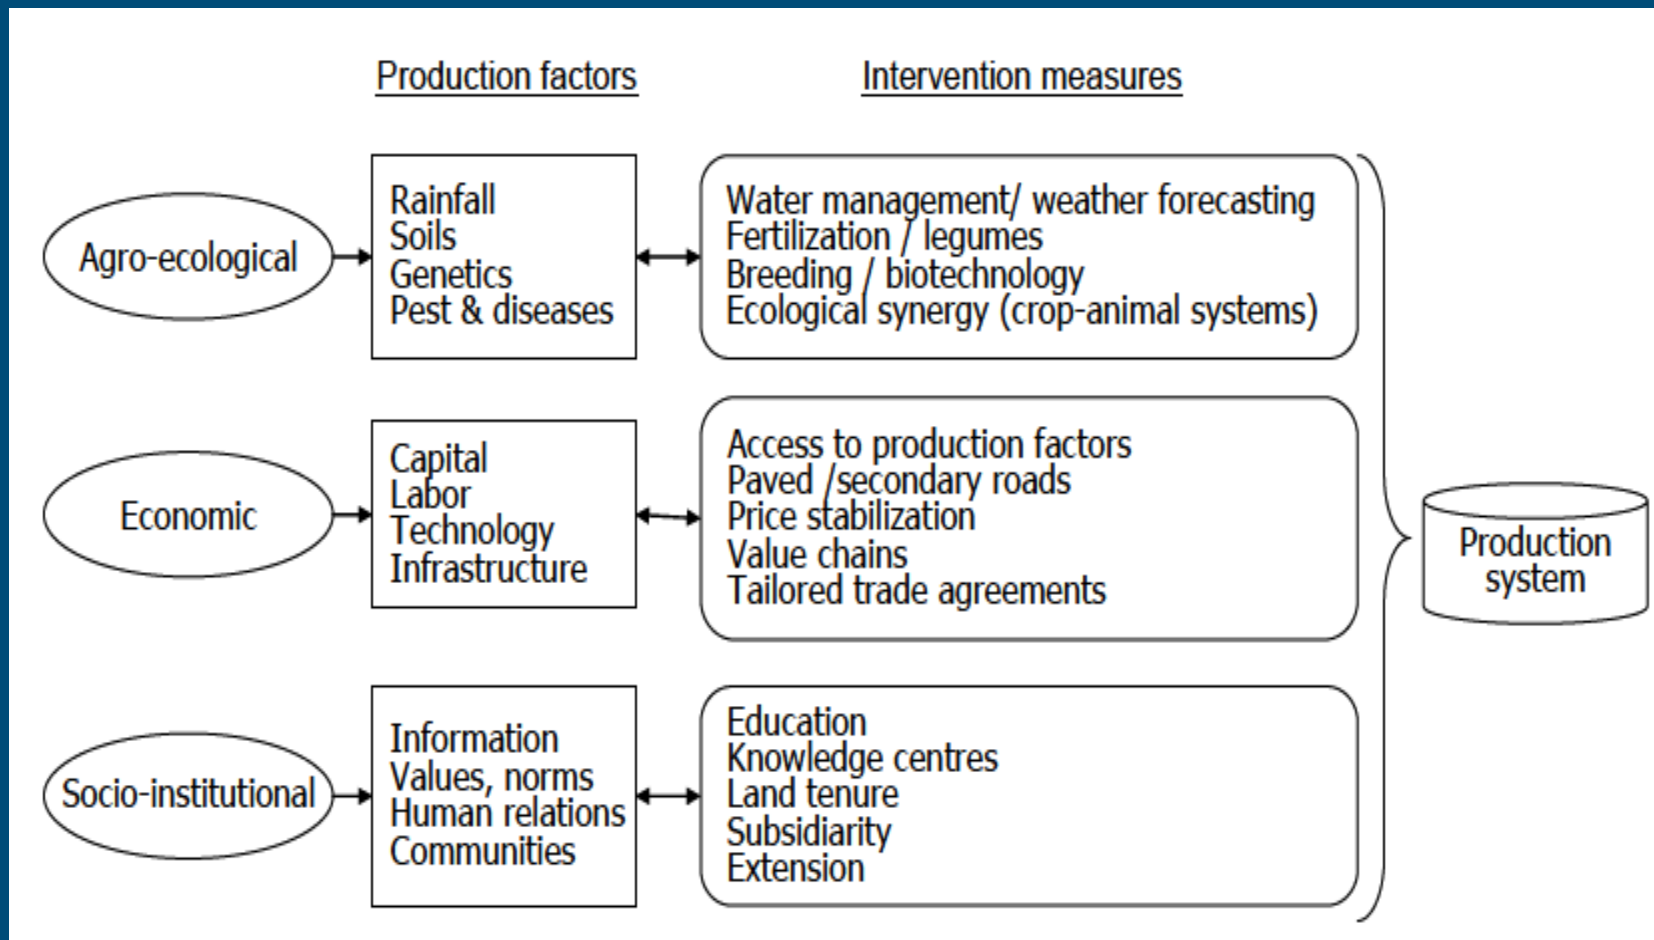 Production factors
Intervention measures
Agro-ecological
Rainfall
Soils
Genetics
Pest & diseases
Water management/ weather forecasting
Fertilization / legumes
Breeding / biotechnology
Ecological synergy (crop-animal systems)
Economic
Capital
Labor
Technology
Infrastructure
Access to production factors
Paved /secondary roads
Price stabilization
Value chains
Tailored trade agreements
Socio-institutional
Information
Values, norms
Human relations
Communities
Education
Knowledge centres
Land tenure
Subsidiarity
Extension
Production
system